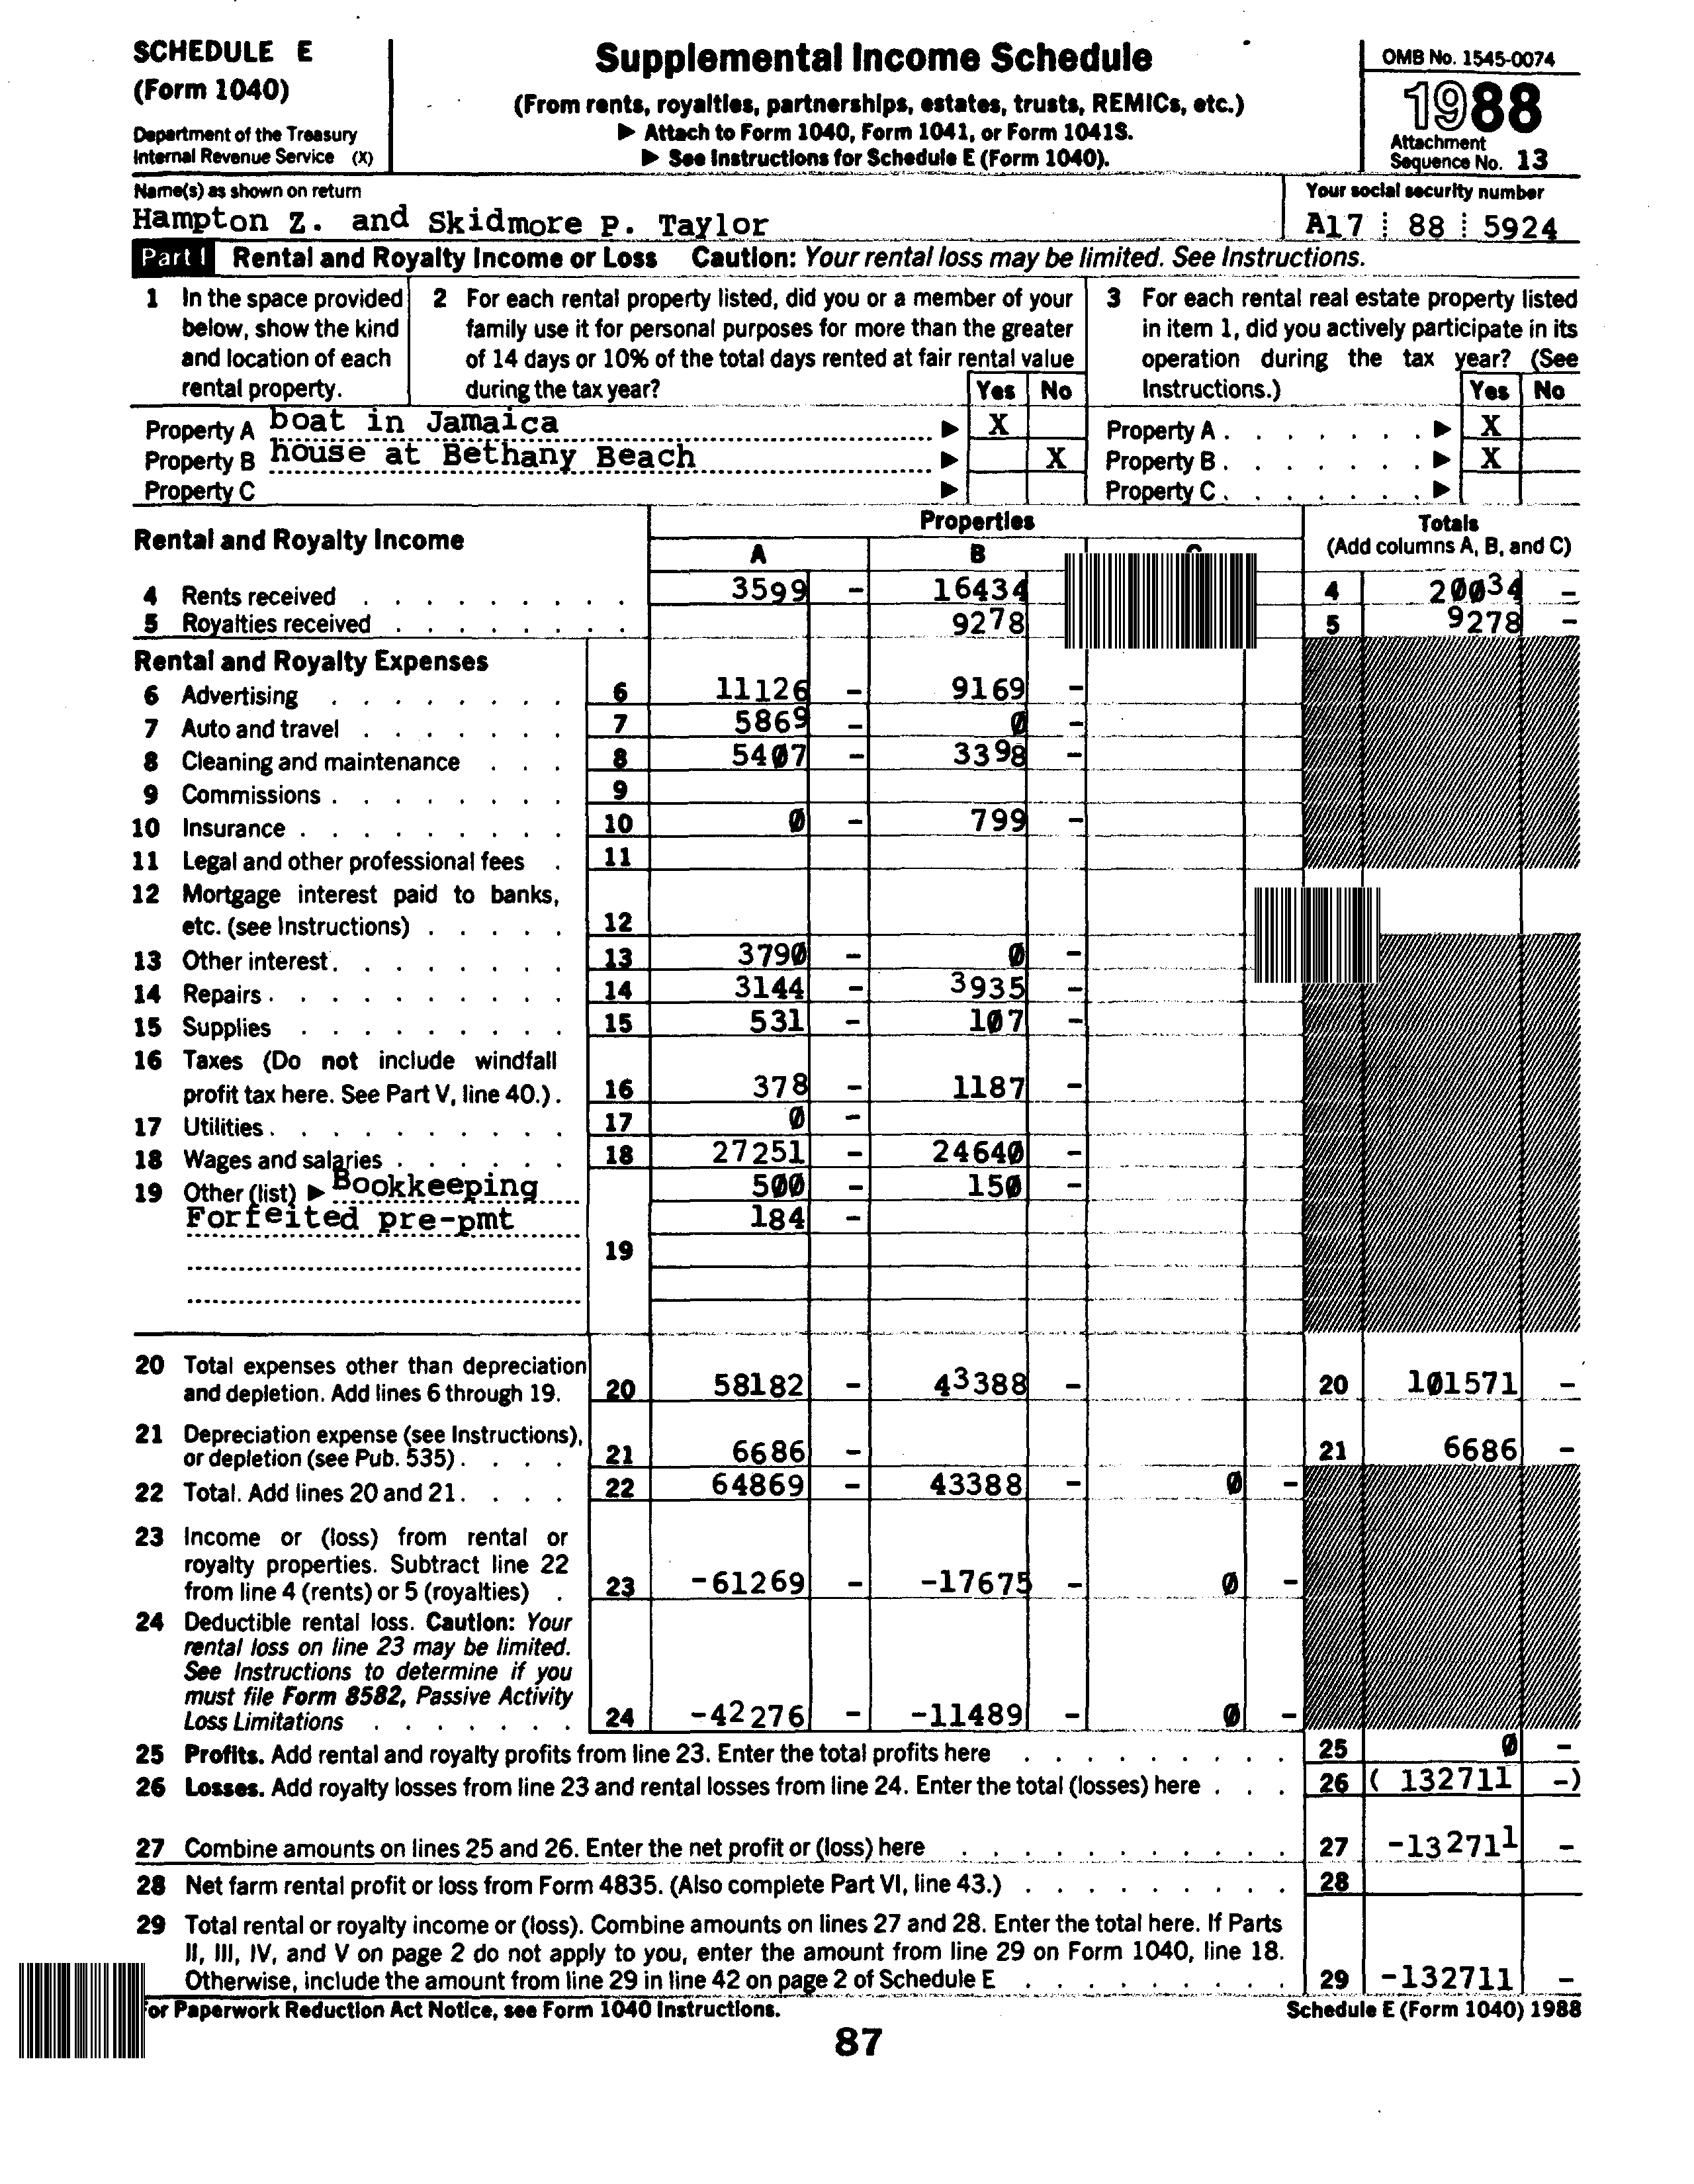 SCHEDULE E
(Form 1040)
Department of the Treasury
Internal Revenue Service (X)
Supplemental Income Schedule
(From rents, royalties, partnerships, estates, trusts, REMICs, etc.)
▶ Attach to Form 1040, Form 1041, or Form 1041S.
▶ See Instructions for Schedule E (Form 1040).
OMB No. 1545-0074
1988
Attachment
Sequence No. 13
Name(s) as shown on return
Hampton Z. and Skidmore P. Taylor
Your social security number
A17 88 5924
Part I Rental and Royalty Income or Loss Caution: Your rental loss may be limited. See Instructions.
1 In the space provided
below, show the kind
and location of each
rental property.
2 For each rental property listed, did you or a member of your
family use it for personal purposes for more than the greater
of 14 days or 10% of the total days rented at fair rental value
during the tax year? Yes No
3 For each rental real estate property listed
in item 1, did you actively participate in its
operation during the tax year? (See
Instructions.) Yes No
Property A boat in Jamaica ▶ X Property A . . . . . . . ▶ X
Property B house at Bethany Beach ▶ X Property B . . . . . . . ▶ X
Property C ▶ Property C . . . . . . . ▶
Rental and Royalty Income
Properties
A B
Totals
(Add columns A, B, and C)
4 Rents received . . . . . . . . . 3599 – 16434 4 20034 –
5 Royalties received . . . . . . . . 9278 5 9278 –
Rental and Royalty Expenses
6 Advertising . . . . . . . . 6 11126 – 9169 –
7 Auto and travel . . . . . . . 7 5869 – 0 –
8 Cleaning and maintenance . . . 8 5407 – 3398 –
9 Commissions . . . . . . . . 9
10 Insurance . . . . . . . . . 10 0 – 799 –
11 Legal and other professional fees . 11
12 Mortgage interest paid to banks,
etc. (see Instructions) . . . . . 12
13 Other interest . . . . . . . . 13 3790 – 0 –
14 Repairs . . . . . . . . . . 14 3144 – 3935 –
15 Supplies . . . . . . . . . 15 531 – 107 –
16 Taxes (Do not include windfall
profit tax here. See Part V, line 40.) . 16 378 – 1187 –
17 Utilities . . . . . . . . . . 17 0 –
18 Wages and salaries . . . . . . 18 27251 – 24640 –
19 Other (list) ▶ Bookkeeping 500 – 150 –
Forfeited pre-pmt 184 –
19
20 Total expenses other than depreciation
and depletion. Add lines 6 through 19. 20 58182 – 43388 – 20 101571 –
21 Depreciation expense (see Instructions),
or depletion (see Pub. 535) . . . . 21 6686 – 21 6686 –
22 Total. Add lines 20 and 21 . . . . 22 64869 – 43388 – 0 –
23 Income or (loss) from rental or
royalty properties. Subtract line 22
from line 4 (rents) or 5 (royalties) . 23 -61269 – -17675 – 0 –
24 Deductible rental loss. Caution: Your
rental loss on line 23 may be limited.
See Instructions to determine if you
must file Form 8582, Passive Activity
Loss Limitations . . . . . . . 24 -42276 – -11489 – 0 –
25 Profits. Add rental and royalty profits from line 23. Enter the total profits here . . . . . . . . . 25 0 –
26 Losses. Add royalty losses from line 23 and rental losses from line 24. Enter the total (losses) here . . . 26 ( 132711 –)
27 Combine amounts on lines 25 and 26. Enter the net profit or (loss) here . . . . . . . . . . . 27 -132711 –
28 Net farm rental profit or loss from Form 4835. (Also complete Part VI, line 43.) . . . . . . . . . 28
29 Total rental or royalty income or (loss). Combine amounts on lines 27 and 28. Enter the total here. If Parts
II, III, IV, and V on page 2 do not apply to you, enter the amount from line 29 on Form 1040, line 18.
Otherwise, include the amount from line 29 in line 42 on page 2 of Schedule E . . . . . . . . . 29 -132711 –
or Paperwork Reduction Act Notice, see Form 1040 Instructions. Schedule E (Form 1040) 1988
87